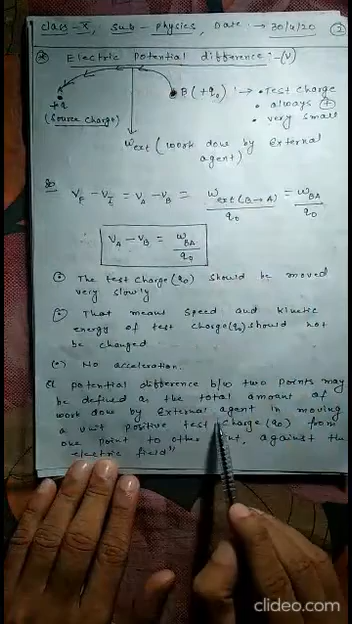 Class - X, Sub - physics, Date :→ 30/4/20 2
Electric potential difference :- (V)
+Q
(Source charge)
B (+q₀) :→ • Test charge
• always +
• very small
Wext (work done by External agent)
So
VF - VI = VA - VB = Wext (B→A) / q₀ = WBA / q₀
VA - VB = WBA / q₀
The test charge (q₀) should be moved
very slowly
That means speed and kinetic
energy of test charge (q₀) should not
be changed
(c) No acceleration.
potential difference b/w two points may
be defined as the total amount of
work done by External agent in moving
a unit positive test charge (q₀) from
one point to other, against the
electric field"
clideo.com